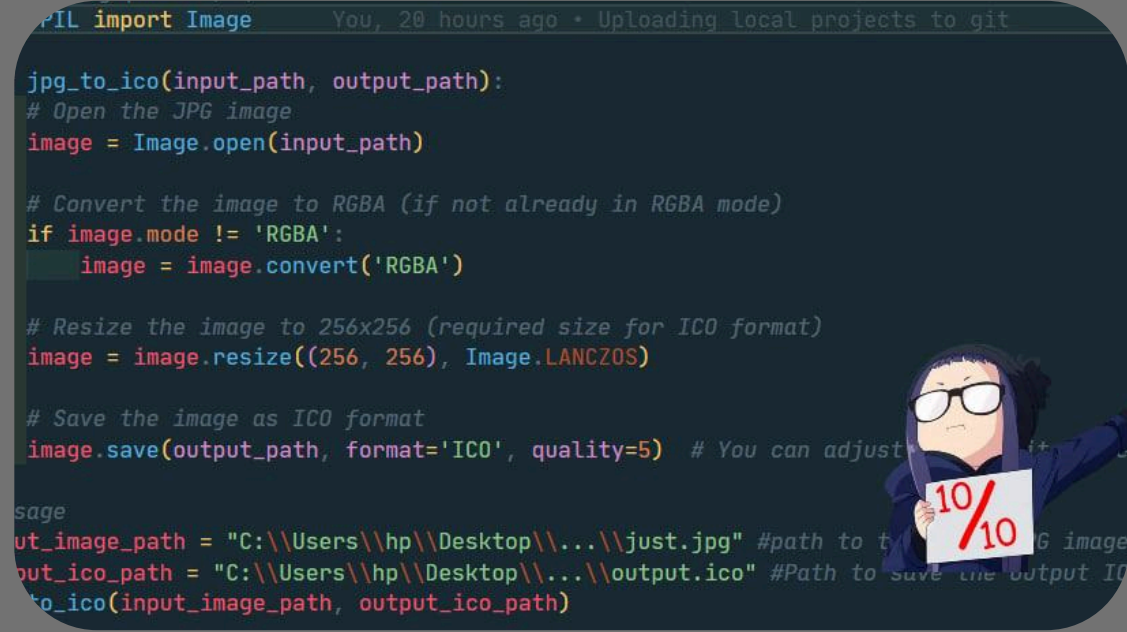 PIL import Image You, 20 hours ago • Uploading local projects to git
jpg_to_ico(input_path, output_path):
# Open the JPG image
image = Image.open(input_path)
# Convert the image to RGBA (if not already in RGBA mode)
if image.mode != 'RGBA':
image = image.convert('RGBA')
# Resize the image to 256x256 (required size for ICO format)
image = image.resize((256, 256), Image.LANCZOS)
# Save the image as ICO format
image.save(output_path, format='ICO', quality=5) # You can adjust
10/10
sage
ut_image_path = "C:\\Users\\hp\\Desktop\\...\\just.jpg" #path to image
put_ico_path = "C:\\Users\\hp\\Desktop\\...\\output.ico" #Path to save the output IC
to_ico(input_image_path, output_ico_path)